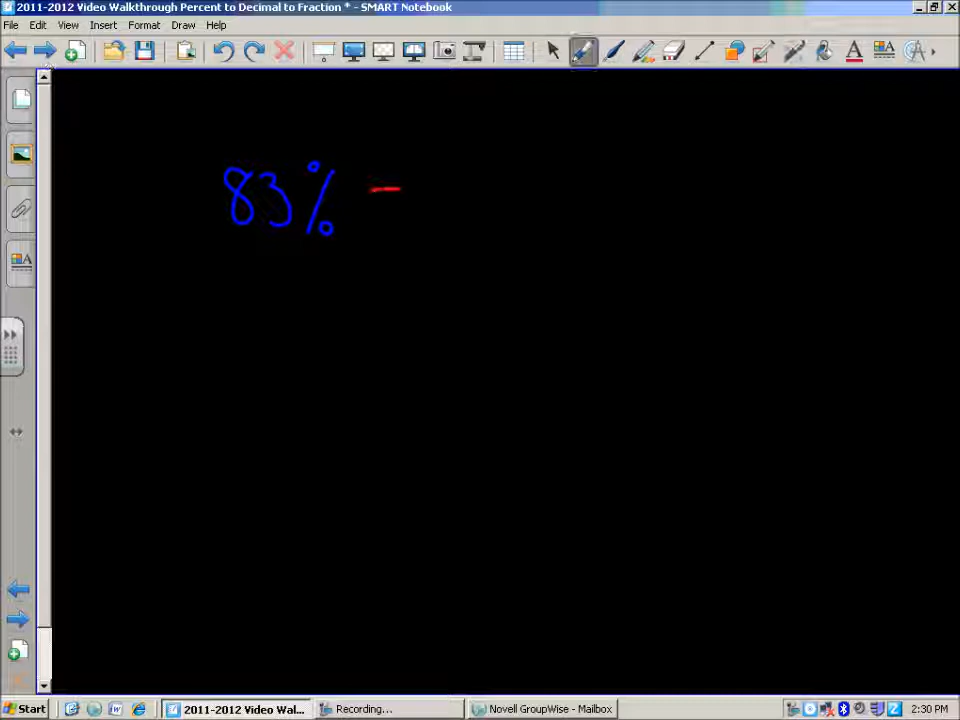 2011-2012 Video Walkthrough Percent to Decimal to Fraction * - SMART Notebook
File Edit View Insert Format Draw Help
83% -
Start 2011-2012 Video Wal... Recording... Novell GroupWise - Mailbox 2:30 PM